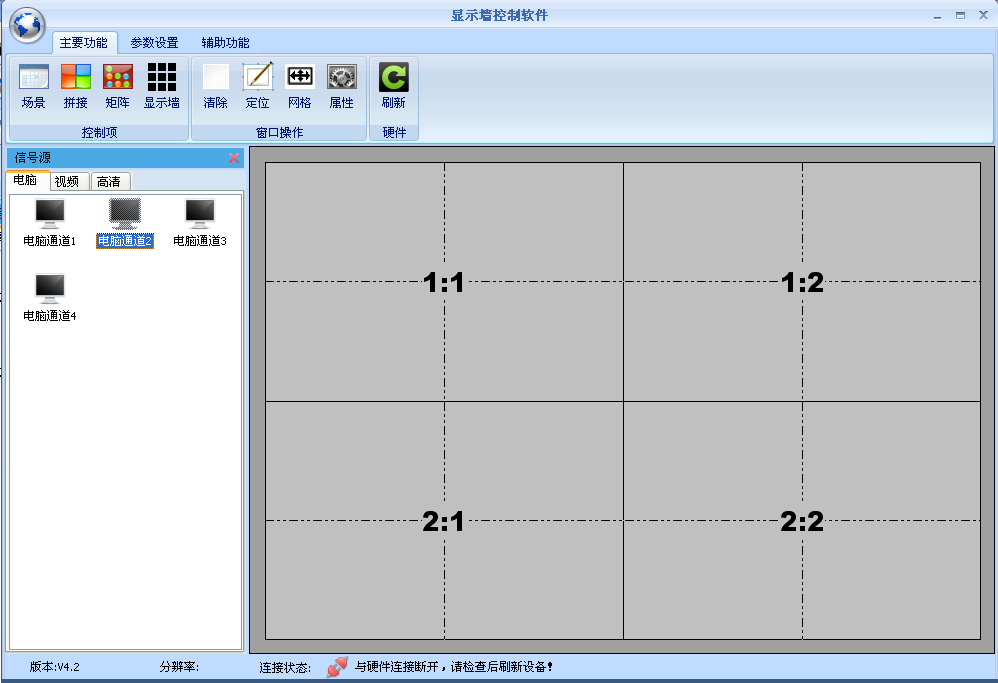 显示墙控制软件
主要功能 参数设置 辅助功能
场景 拼接 矩阵 显示墙 清除 定位 网格 属性 刷新
控制项 窗口操作 硬件
信号源
电脑 视频 高清
电脑通道1 电脑通道2 电脑通道3
电脑通道4
1:1 1:2
2:1 2:2
版本:V4.2 分辨率: 连接状态: 与硬件连接断开，请检查后刷新设备!